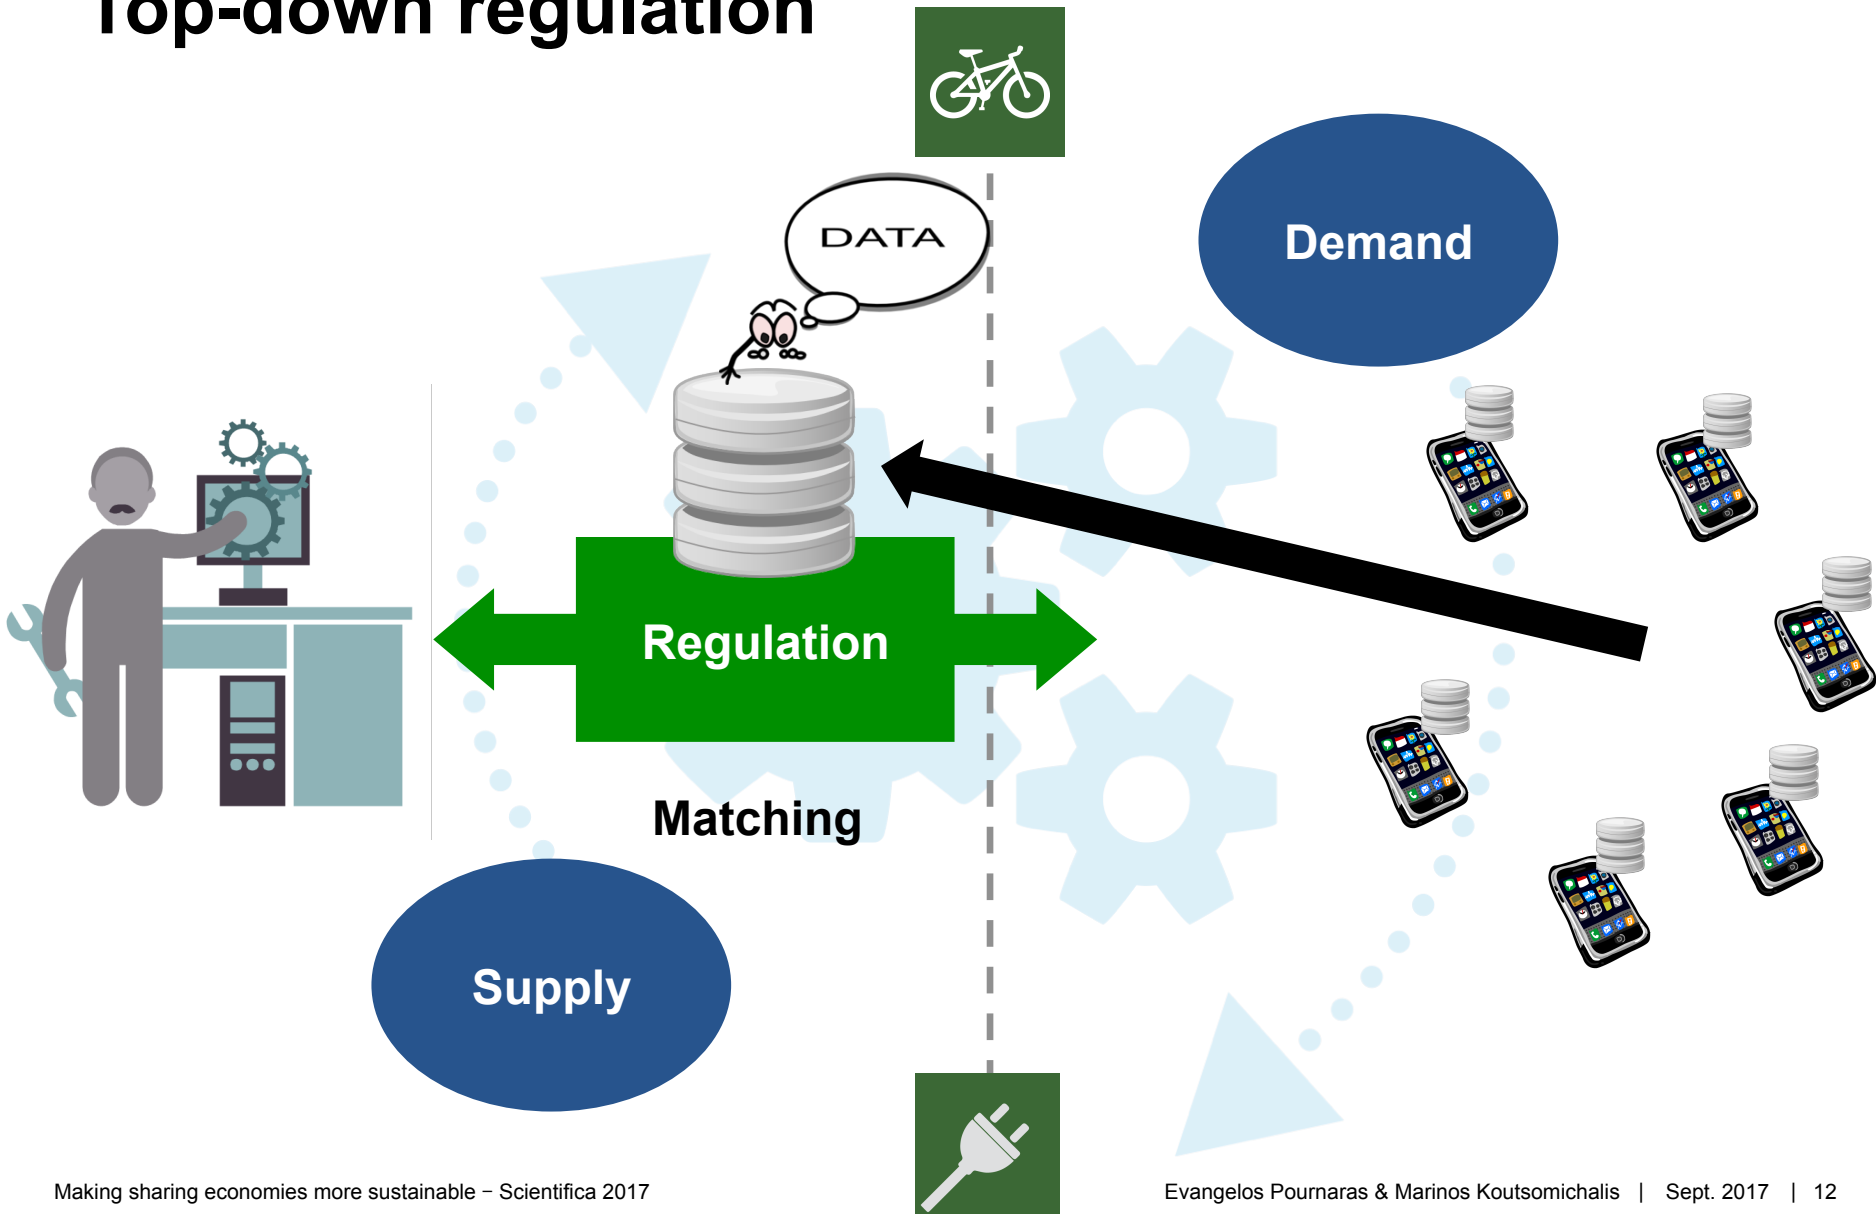 Top-down regulation
DATA
Demand
Regulation
Matching
Supply
Making sharing economies more sustainable – Scientifica 2017
Evangelos Pournaras & Marinos Koutsomichalis | Sept. 2017 | 12